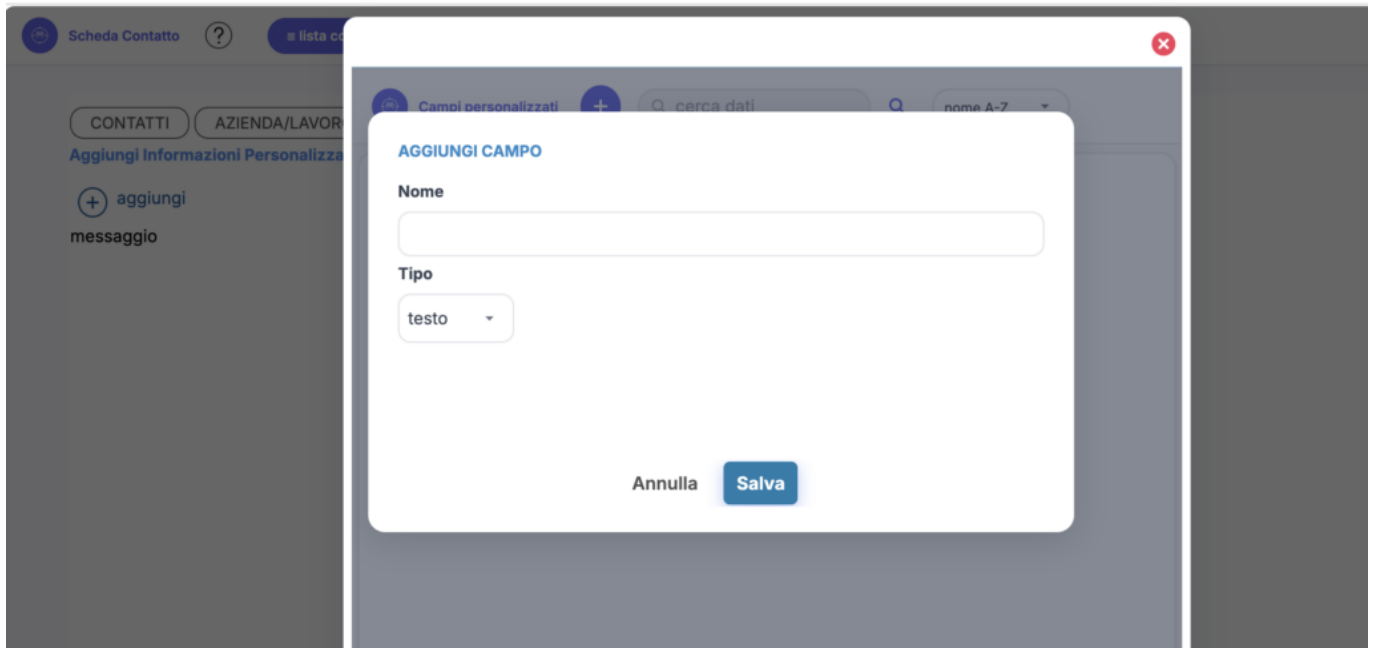 Scheda Contatto ? ≡ lista co
Campi personalizzati + cerca dati nome A-Z
CONTATTI AZIENDA/LAVOR
Aggiungi Informazioni Personalizza
+ aggiungi
messaggio
AGGIUNGI CAMPO
Nome
Tipo
testo
Annulla Salva